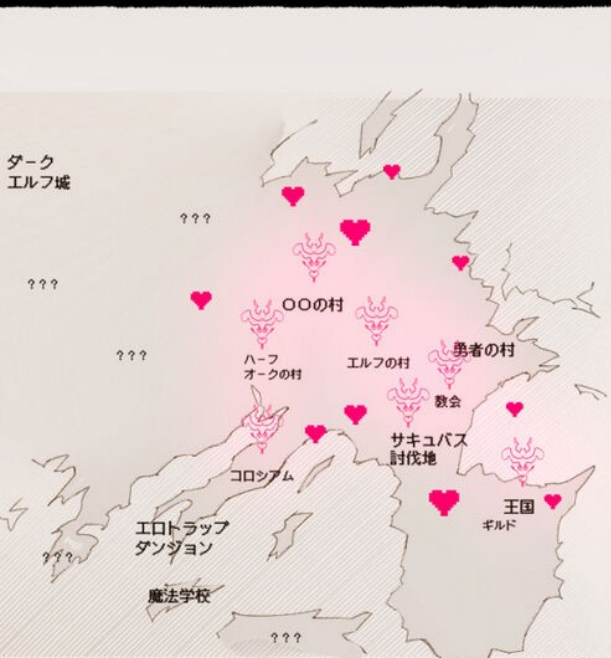 ダーク
エルフ城
???
???
〇〇の村
???
勇者の村
ハーフ
オークの村
エルフの村
教会
サキュバス
討伐地
コロシアム
王国
ギルド
エロトラップ
ダンジョン
???
魔法学校
???